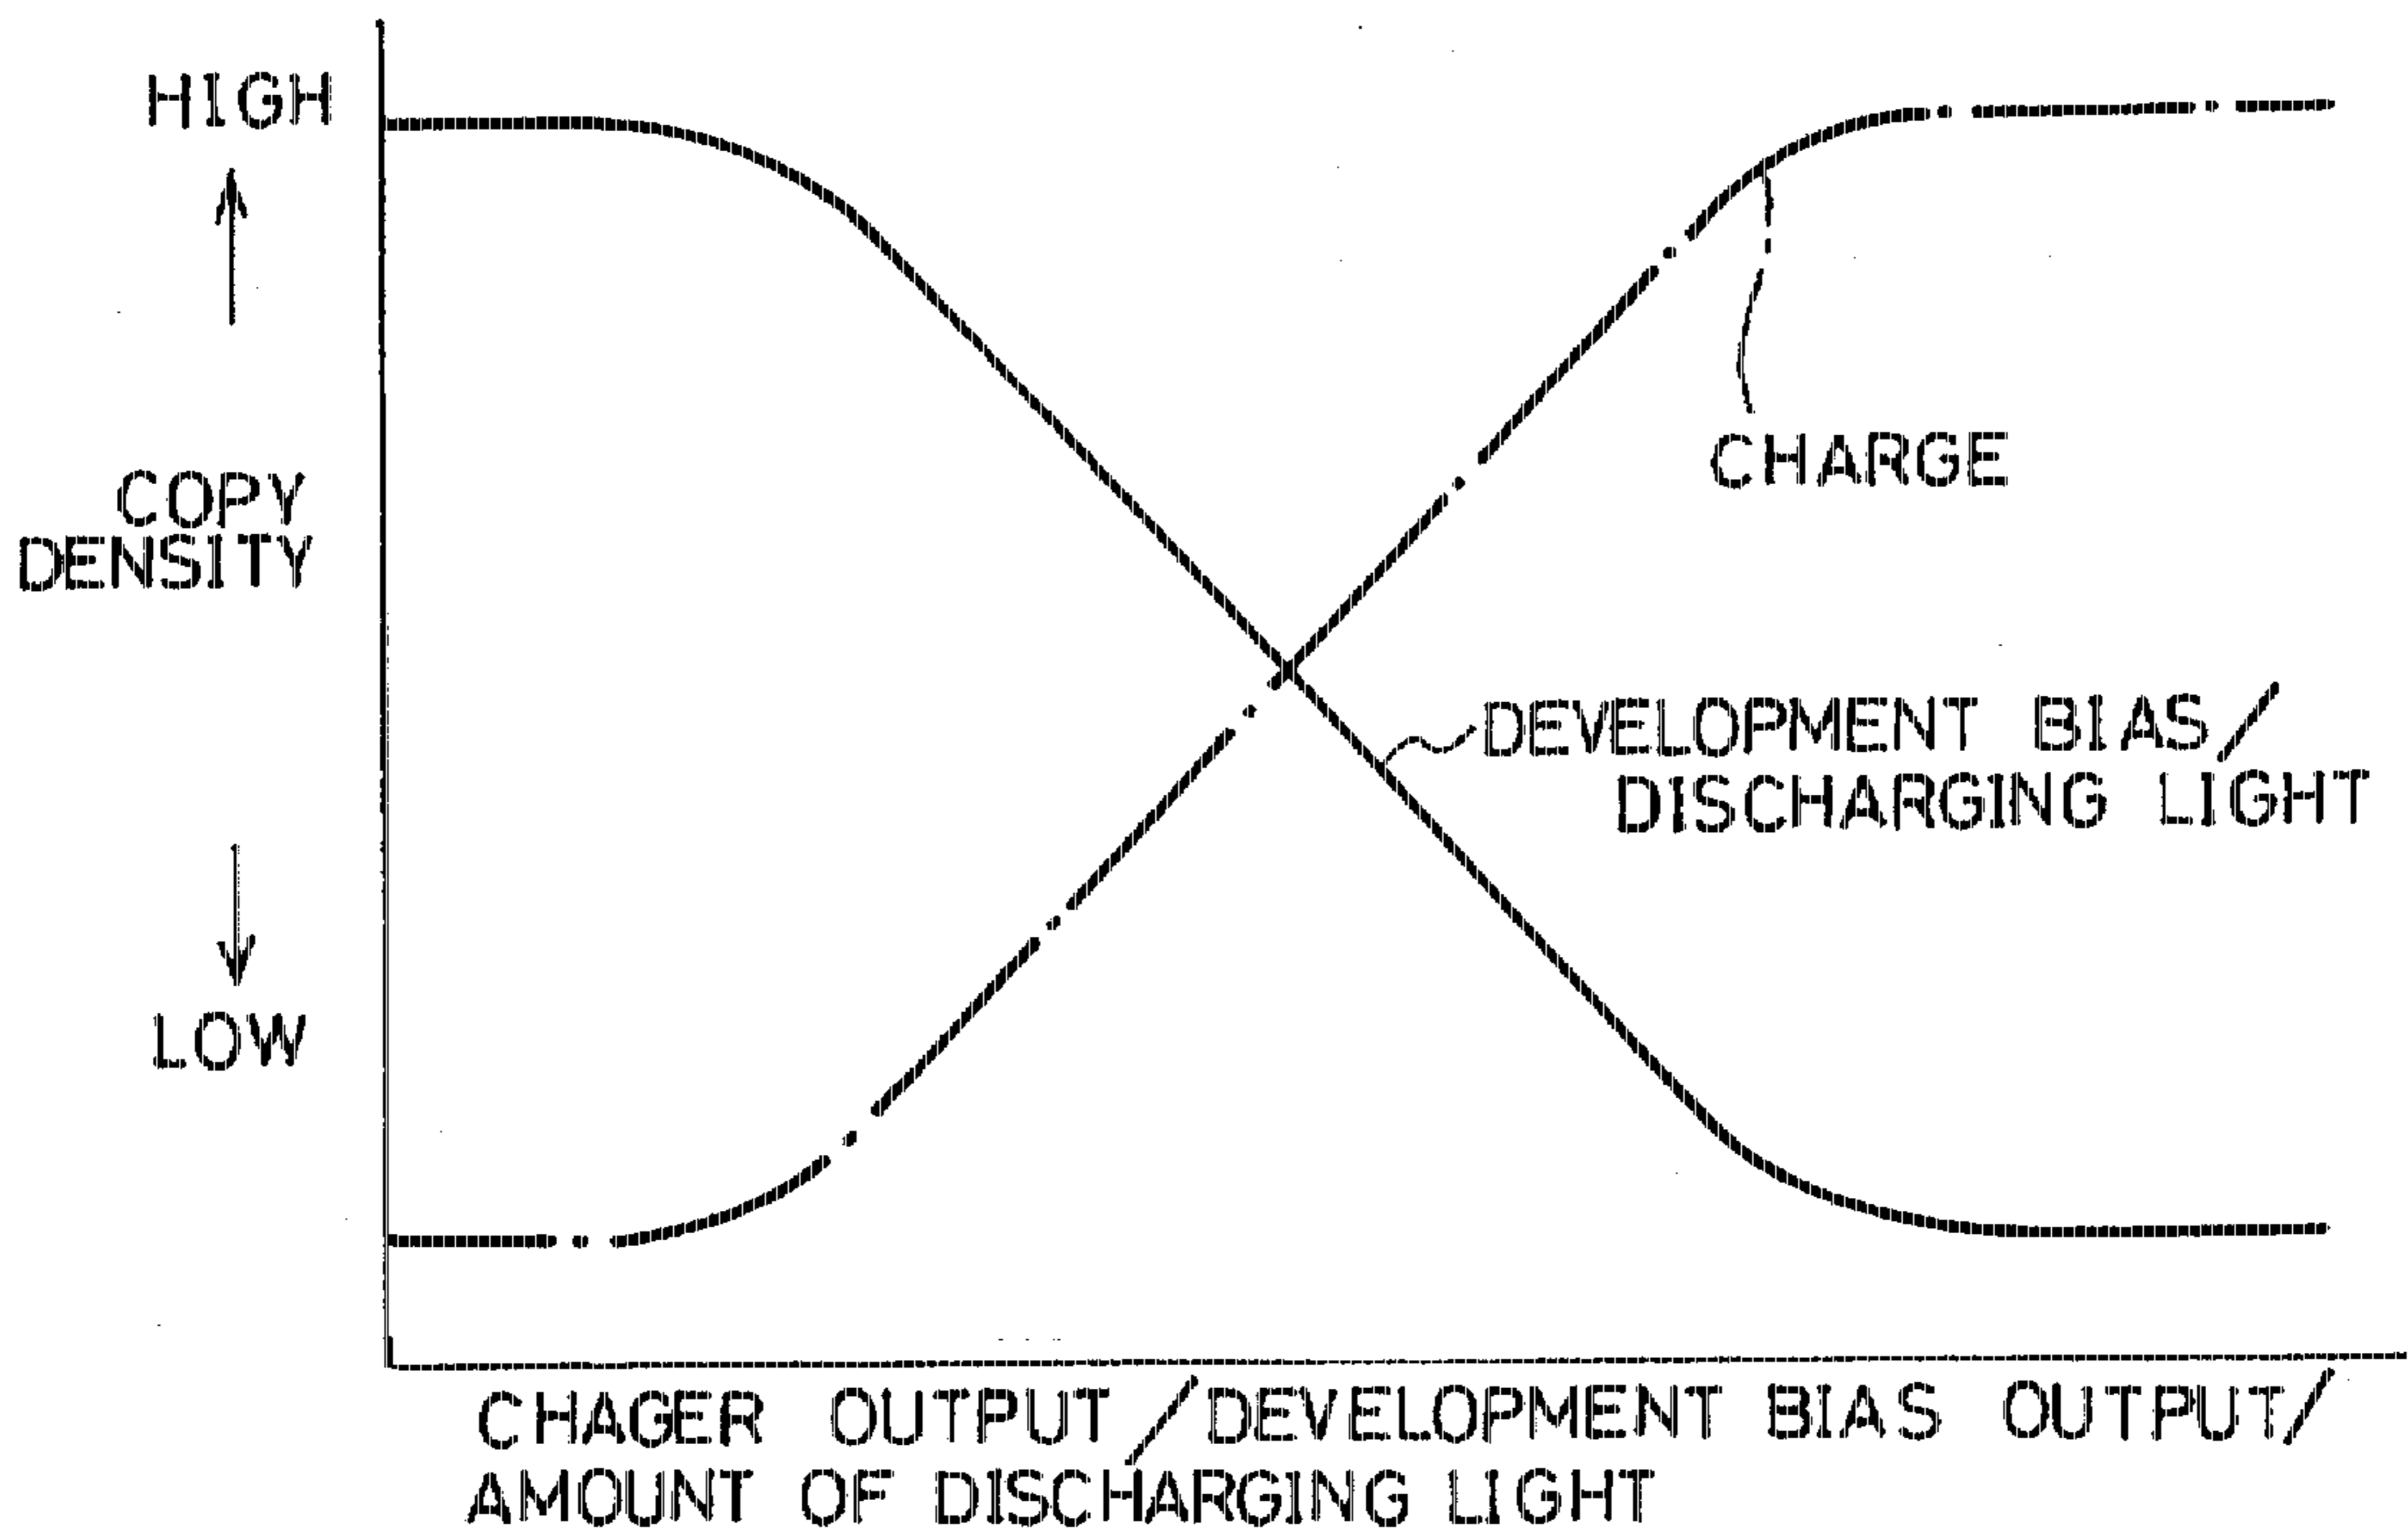 HIGH
COPY
DENSITY
LOW
CHARGE
DEVELOPMENT BIAS/
DISCHARGING LIGHT
CHAGER OUTPUT/DEVELOPMENT BIAS OUTPUT/
AMOUNT OF DISCHARGING LIGHT